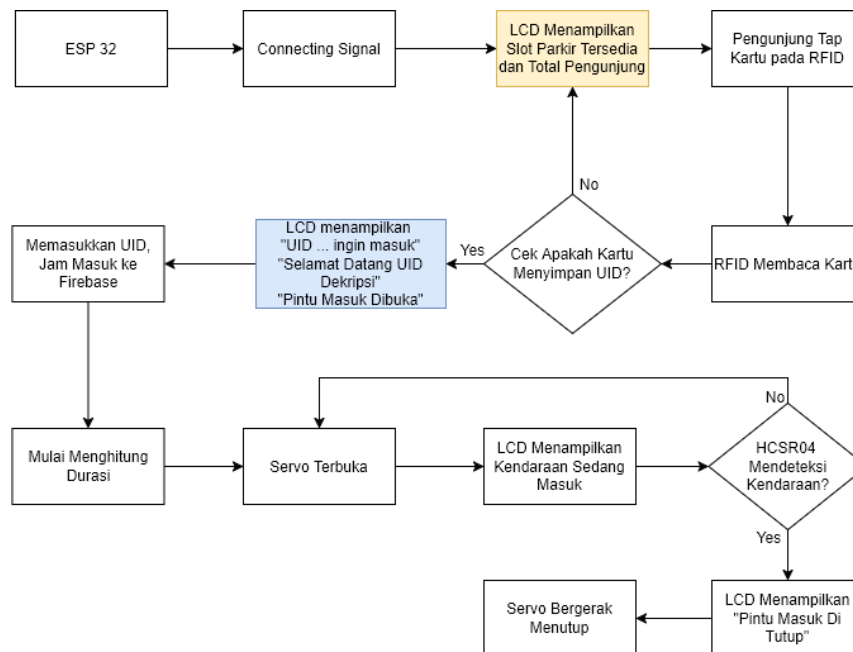 ESP 32
Connecting Signal
LCD Menampilkan
Slot Parkir Tersedia
dan Total Pengunjung
Pengunjung Tap
Kartu pada RFID
No
Memasukkan UID,
Jam Masuk ke
Firebase
LCD menampilkan
"UID ... ingin masuk"
"Selamat Datang UID
Dekripsi"
"Pintu Masuk Dibuka"
Yes
Cek Apakah Kartu
Menyimpan UID?
RFID Membaca Kart
No
Mulai Menghitung
Durasi
Servo Terbuka
LCD Menampilkan
Kendaraan Sedang
Masuk
HCSR04
Mendeteksi
Kendaraan?
Yes
Servo Bergerak
Menutup
LCD Menampilkan
"Pintu Masuk Di
Tutup"